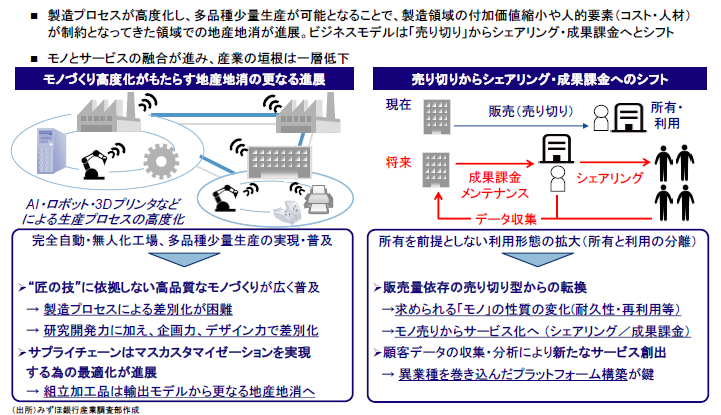 ■ 製造プロセスが高度化し、多品種少量生産が可能となることで、製造領域の付加価値縮小や人的要素(コスト・人材)
が制約となってきた領域での地産地消が進展。ビジネスモデルは「売り切り」からシェアリング・成果課金へとシフト
■ モノとサービスの融合が進み、産業の垣根は一層低下
モノづくり高度化がもたらす地産地消の更なる進展
AI・ロボット・3Dプリンタなど
による生産プロセスの高度化
完全自動・無人化工場、多品種少量生産の実現・普及
➢“匠の技”に依拠しない高品質なモノづくりが広く普及
→ 製造プロセスによる差別化が困難
→ 研究開発力に加え、企画力、デザイン力で差別化
➢サプライチェーンはマスカスタマイゼーションを実現
する為の最適化が進展
→ 組立加工品は輸出モデルから更なる地産地消へ
売り切りからシェアリング・成果課金へのシフト
現在
販売(売り切り)
所有・
利用
将来
成果課金
メンテナンス
シェアリング
データ収集
所有を前提としない利用形態の拡大(所有と利用の分離)
➢販売量依存の売り切り型からの転換
→求められる「モノ」の性質の変化(耐久性・再利用等)
→モノ売りからサービス化へ (シェアリング/成果課金)
➢顧客データの収集・分析により新たなサービス創出
→ 異業種を巻き込んだプラットフォーム構築が鍵
(出所)みずほ銀行産業調査部作成